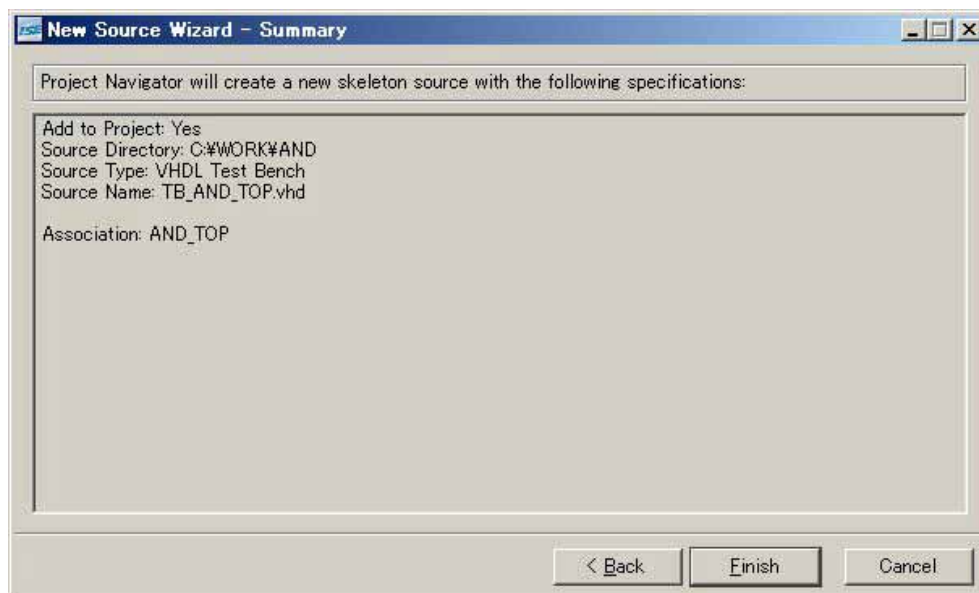 ISE New Source Wizard - Summary
Project Navigator will create a new skeleton source with the following specifications:
Add to Project: Yes
Source Directory: C:¥WORK¥AND
Source Type: VHDL Test Bench
Source Name: TB_AND_TOP.vhd
Association: AND_TOP
< Back
Finish
Cancel